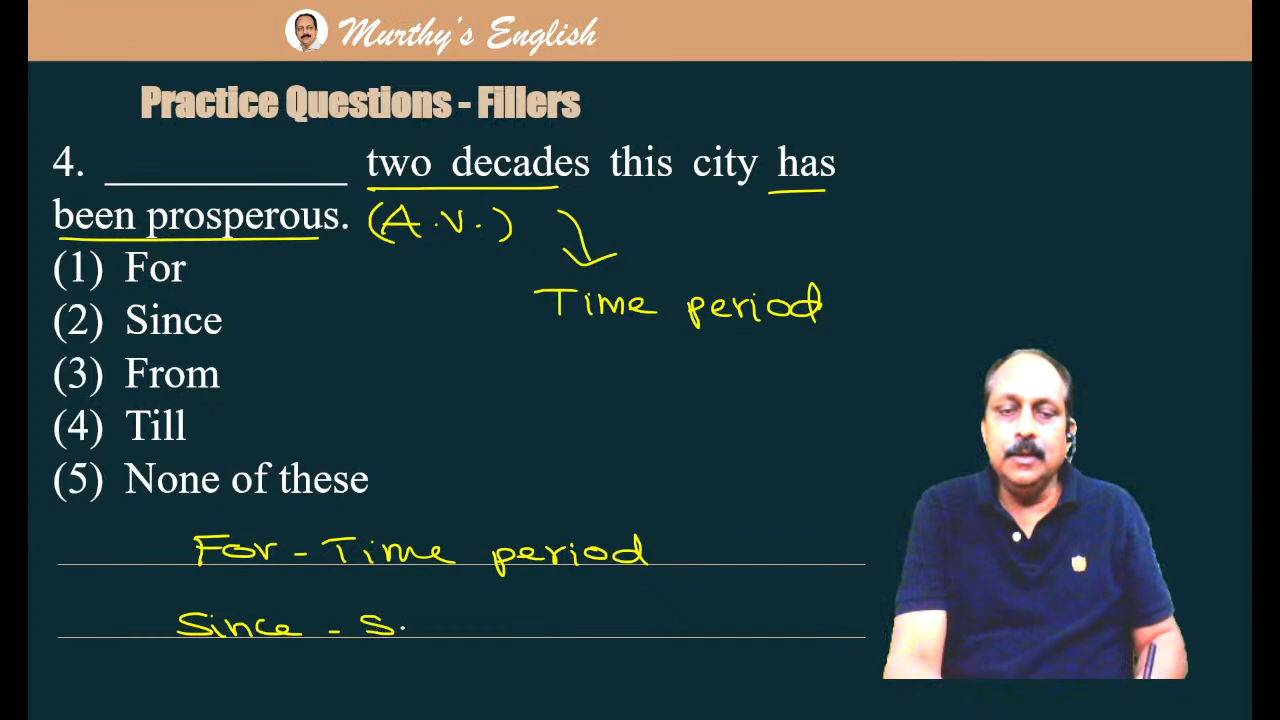 Murthy's English
Practice Questions - Fillers
4. ____________ two decades this city has
been prosperous. (A.V.)
(1) For
Time period
(2) Since
(3) From
(4) Till
(5) None of these
For - Time period
Since - S